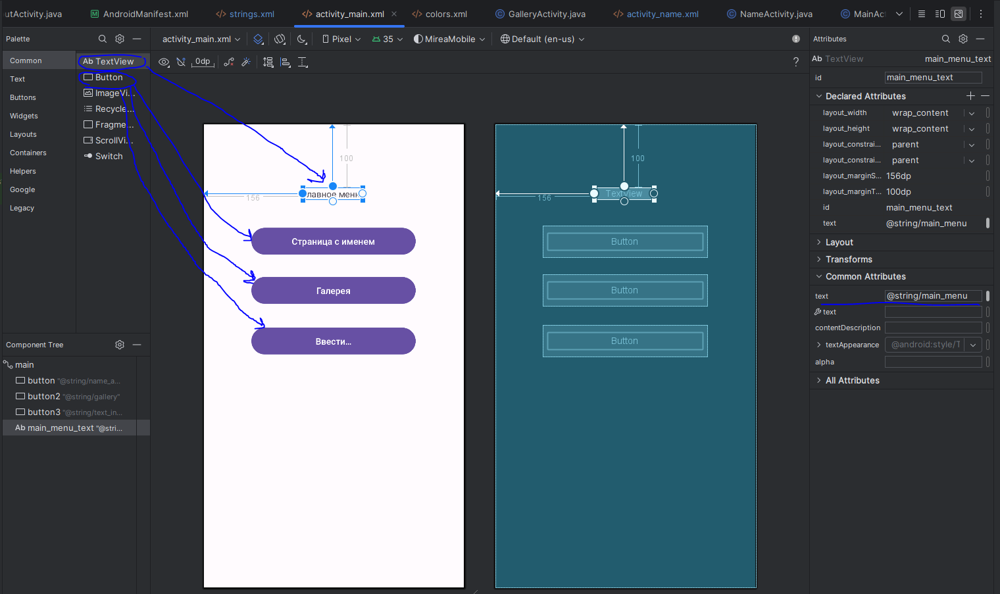 utActivity.java
AndroidManifest.xml
strings.xml
activity_main.xml
colors.xml
GalleryActivity.java
activity_name.xml
NameActivity.java
MainAc
Palette
activity_main.xml
Pixel
35
MireaMobile
Default (en-us)
Attributes
Common
Text
Buttons
Widgets
Layouts
Containers
Helpers
Google
Legacy
Ab TextView
Button
ImageVi...
Recycle...
Fragme...
ScrollVi...
Switch
0dp
?
100
156
лавное мен
Страница с именем
Галерея
Ввести...
100
156
TextView
Button
Button
Button
Component Tree
main
button "@string/name_a...
button2 "@string/gallery"
button3 "@string/text_in...
Ab main_menu_text "@stri...
Ab TextView main_menu_text
id main_menu_text
Declared Attributes
layout_width wrap_content
layout_height wrap_content
layout_constrai... parent
layout_constrai... parent
layout_marginS... 156dp
layout_marginT... 100dp
id main_menu_text
text @string/main_menu
Layout
Transforms
Common Attributes
text @string/main_menu
text
contentDescription
textAppearance @android:style/T
alpha
All Attributes